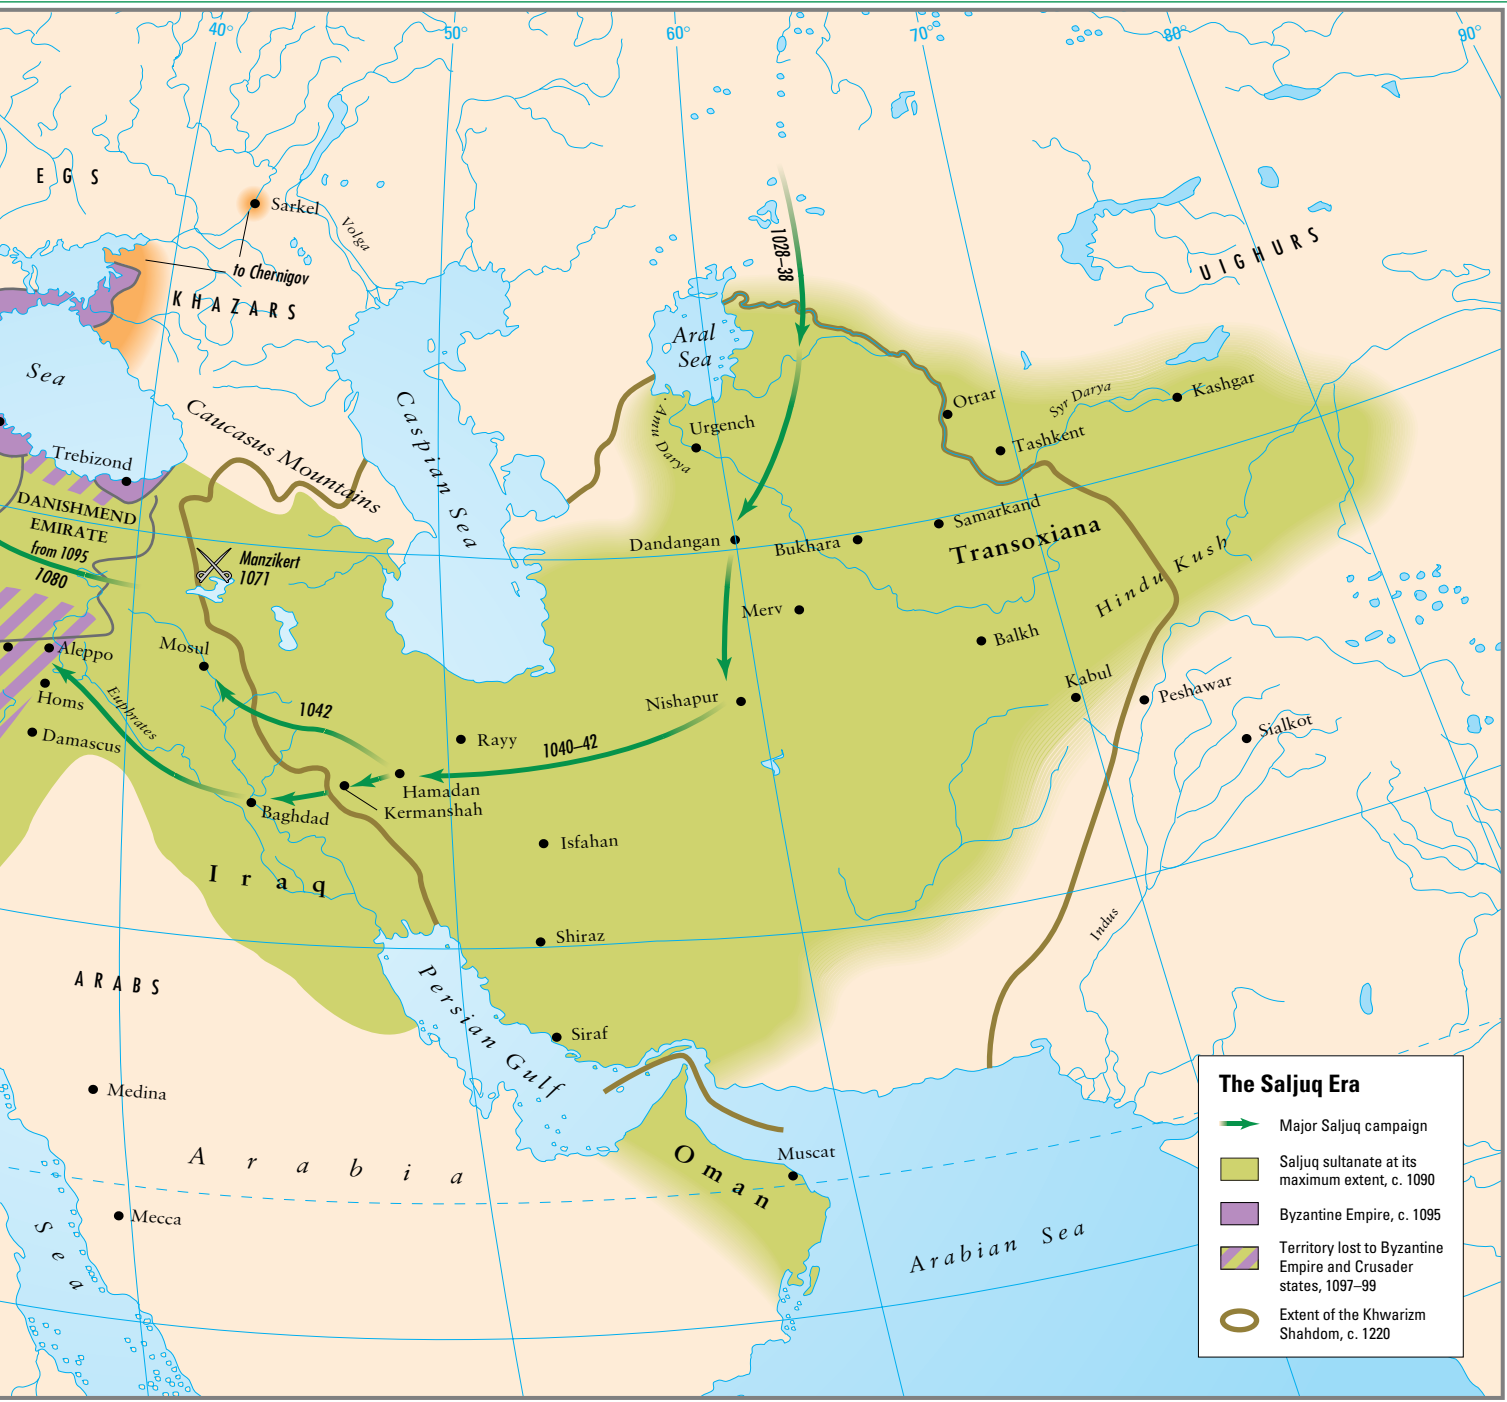 40°
50°
60°
70°
80°
90°
E G S
Sarkel
Volga
to Chernigov
KHAZARS
1028–38
UIGHURS
Sea
Aral
Sea
Caspian Sea
Caucasus Mountains
Otrar
Syr Darya
Kashgar
Urgench
Amu Darya
Tashkent
Trebizond
DANISHMEND
EMIRATE
from 1095
1080
Manzikert
1071
Dandangan
Bukhara
Samarkand
Transoxiana
Hindu Kush
Merv
Balkh
Mosul
Aleppo
Homs
Euphrates
Damascus
1042
Nishapur
Kabul
Peshawar
Sialkot
Rayy
1040–42
Hamadan
Kermanshah
Baghdad
Isfahan
Iraq
Shiraz
Indus
ARABS
Persian Gulf
Siraf
Medina
Arabia
Mecca
Sea
Oman
Muscat
Arabian Sea
The Saljuq Era
Major Saljuq campaign
Saljuq sultanate at its
maximum extent, c. 1090
Byzantine Empire, c. 1095
Territory lost to Byzantine
Empire and Crusader
states, 1097–99
Extent of the Khwarizm
Shahdom, c. 1220